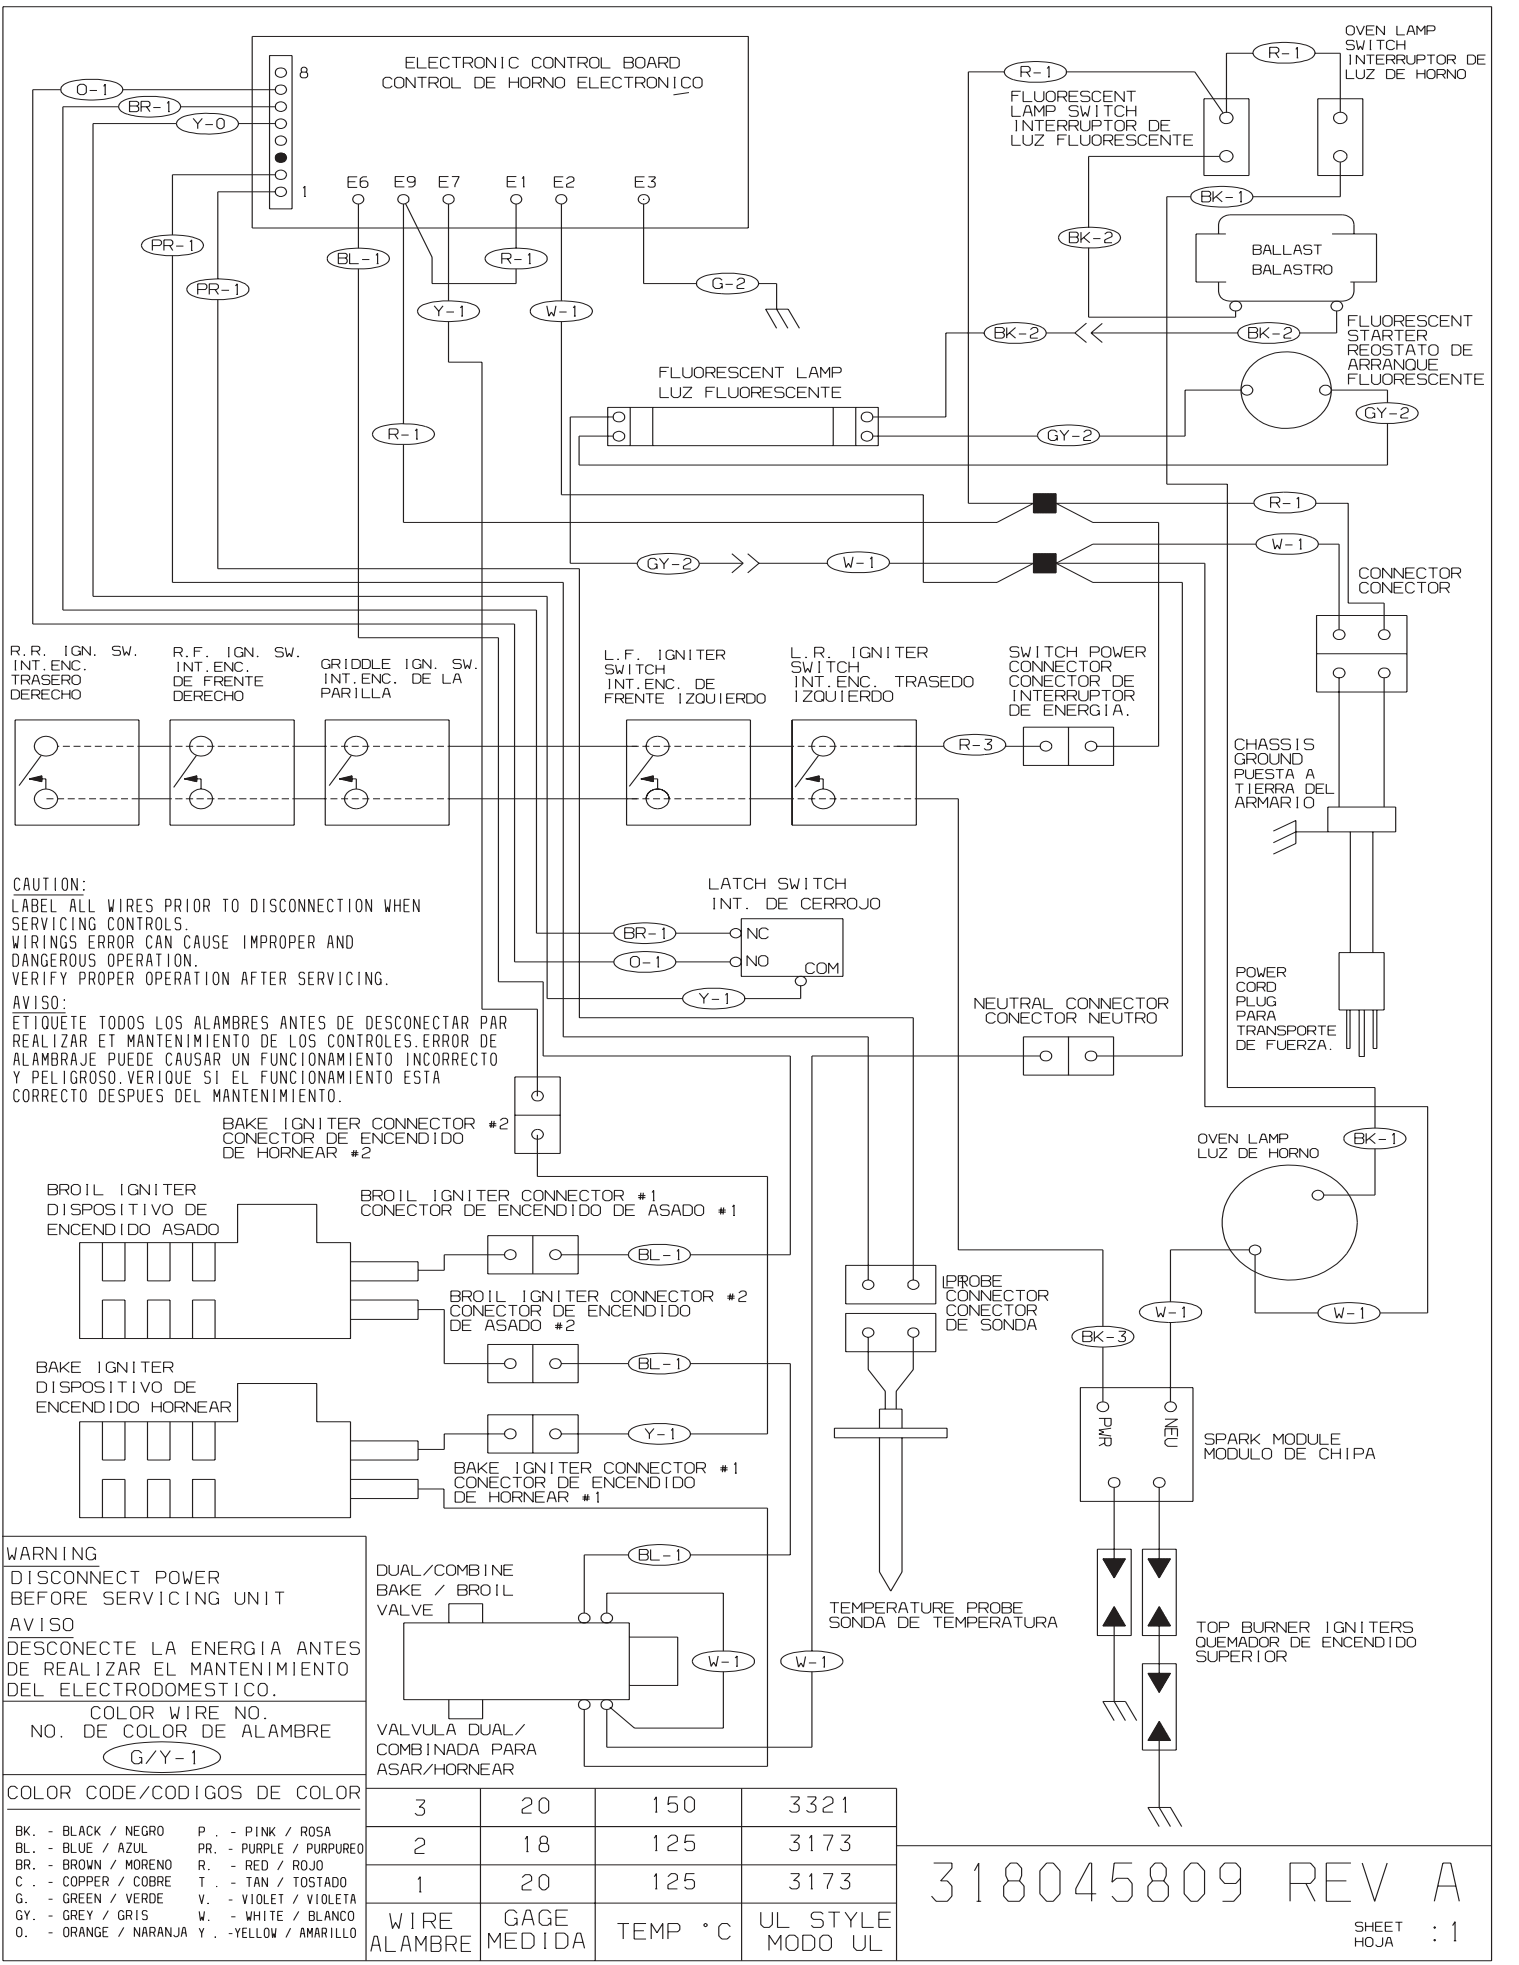 ELECTRONIC CONTROL BOARD
CONTROL DE HORNO ELECTRONICO
8
O-1
BR-1
Y-0
1
E6 E9 E7 E1 E2 E3
PR-1
PR-1
BL-1
R-1
Y-1
W-1
G-2
R-1
R-1
OVEN LAMP
SWITCH
INTERRUPTOR DE
LUZ DE HORNO
FLUORESCENT
LAMP SWITCH
INTERRUPTOR DE
LUZ FLUORESCENTE
BK-1
BK-2
BALLAST
BALASTRO
BK-2
BK-2
FLUORESCENT
STARTER
REOSTATO DE
ARRANQUE
FLUORESCENTE
GY-2
FLUORESCENT LAMP
LUZ FLUORESCENTE
R-1
GY-2
R-1
GY-2
W-1
W-1
CONNECTOR
CONECTOR
R.R. IGN. SW.
INT.ENC.
TRASERO
DERECHO
R.F. IGN. SW.
INT.ENC.
DE FRENTE
DERECHO
GRIDDLE IGN. SW.
INT.ENC. DE LA
PARILLA
L.F. IGNITER
SWITCH
INT.ENC. DE
FRENTE IZQUIERDO
L.R. IGNITER
SWITCH
INT.ENC. TRASEDO
IZQUIERDO
SWITCH POWER
CONNECTOR
CONECTOR DE
INTERRUPTOR
DE ENERGIA.
R-3
CHASSIS
GROUND
PUESTA A
TIERRA DEL
ARMARIO
CAUTION:
LABEL ALL WIRES PRIOR TO DISCONNECTION WHEN
SERVICING CONTROLS.
WIRINGS ERROR CAN CAUSE IMPROPER AND
DANGEROUS OPERATION.
VERIFY PROPER OPERATION AFTER SERVICING.
AVISO:
ETIQUETE TODOS LOS ALAMBRES ANTES DE DESCONECTAR PAR
REALIZAR ET MANTENIMIENTO DE LOS CONTROLES.ERROR DE
ALAMBRAJE PUEDE CAUSAR UN FUNCIONAMIENTO INCORRECTO
Y PELIGROSO.VERIQUE SI EL FUNCIONAMIENTO ESTA
CORRECTO DESPUES DEL MANTENIMIENTO.
LATCH SWITCH
INT. DE CERROJO
BR-1
NC
O-1
NO
COM
Y-1
POWER
CORD
PLUG
PARA
TRANSPORTE
DE FUERZA.
NEUTRAL CONNECTOR
CONECTOR NEUTRO
BAKE IGNITER CONNECTOR #2
CONECTOR DE ENCENDIDO
DE HORNEAR #2
OVEN LAMP
LUZ DE HORNO
BK-1
BROIL IGNITER
DISPOSITIVO DE
ENCENDIDO ASADO
BROIL IGNITER CONNECTOR #1
CONECTOR DE ENCENDIDO DE ASADO #1
BL-1
BROIL IGNITER CONNECTOR #2
CONECTOR DE ENCENDIDO
DE ASADO #2
BL-1
PROBE
CONNECTOR
CONECTOR
DE SONDA
BK-3
W-1
W-1
BAKE IGNITER
DISPOSITIVO DE
ENCENDIDO HORNEAR
Y-1
BAKE IGNITER CONNECTOR #1
CONECTOR DE ENCENDIDO
DE HORNEAR #1
PWR
NEU
SPARK MODULE
MODULO DE CHIPA
TEMPERATURE PROBE
SONDA DE TEMPERATURA
TOP BURNER IGNITERS
QUEMADOR DE ENCENDIDO
SUPERIOR
DUAL/COMBINE
BAKE / BROIL
VALVE
BL-1
W-1
W-1
VALVULA DUAL/
COMBINADA PARA
ASAR/HORNEAR
WARNING
DISCONNECT POWER
BEFORE SERVICING UNIT
AVISO
DESCONECTE LA ENERGIA ANTES
DE REALIZAR EL MANTENIMIENTO
DEL ELECTRODOMESTICO.
COLOR WIRE NO.
NO. DE COLOR DE ALAMBRE
G/Y-1
COLOR CODE/CODIGOS DE COLOR
BK. - BLACK / NEGRO P . - PINK / ROSA
BL. - BLUE / AZUL PR. - PURPLE / PURPUREO
BR. - BROWN / MORENO R. - RED / ROJO
C . - COPPER / COBRE T . - TAN / TOSTADO
G. - GREEN / VERDE V. - VIOLET / VIOLETA
GY. - GREY / GRIS W. - WHITE / BLANCO
O. - ORANGE / NARANJA Y . -YELLOW / AMARILLO
3 20 150 3321
2 18 125 3173
1 20 125 3173
WIRE ALAMBRE GAGE MEDIDA TEMP °C UL STYLE MODO UL
318045809 REV A
SHEET
HOJA : 1